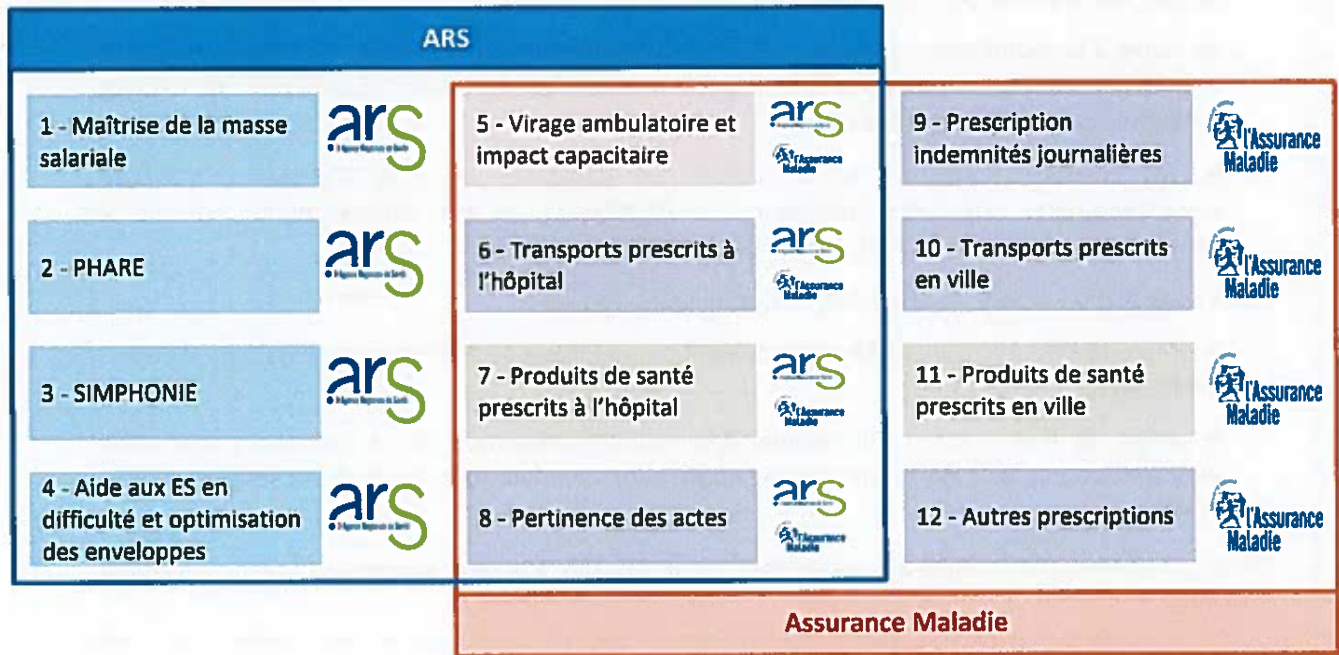 ARS
1 - Maîtrise de la masse
salariale
ars
2 - PHARE
ars
3 - SIMPHONIE
ars
4 - Aide aux ES en
difficulté et optimisation
des enveloppes
ars
5 - Virage ambulatoire et
impact capacitaire
ars
l'Assurance
Maladie
6 - Transports prescrits à
l'hôpital
ars
l'Assurance
Maladie
7 - Produits de santé
prescrits à l'hôpital
ars
l'Assurance
Maladie
8 - Pertinence des actes
ars
l'Assurance
Maladie
9 - Prescription
indemnités journalières
l'Assurance
Maladie
10 - Transports prescrits
en ville
l'Assurance
Maladie
11 - Produits de santé
prescrits en ville
l'Assurance
Maladie
12 - Autres prescriptions
l'Assurance
Maladie
Assurance Maladie